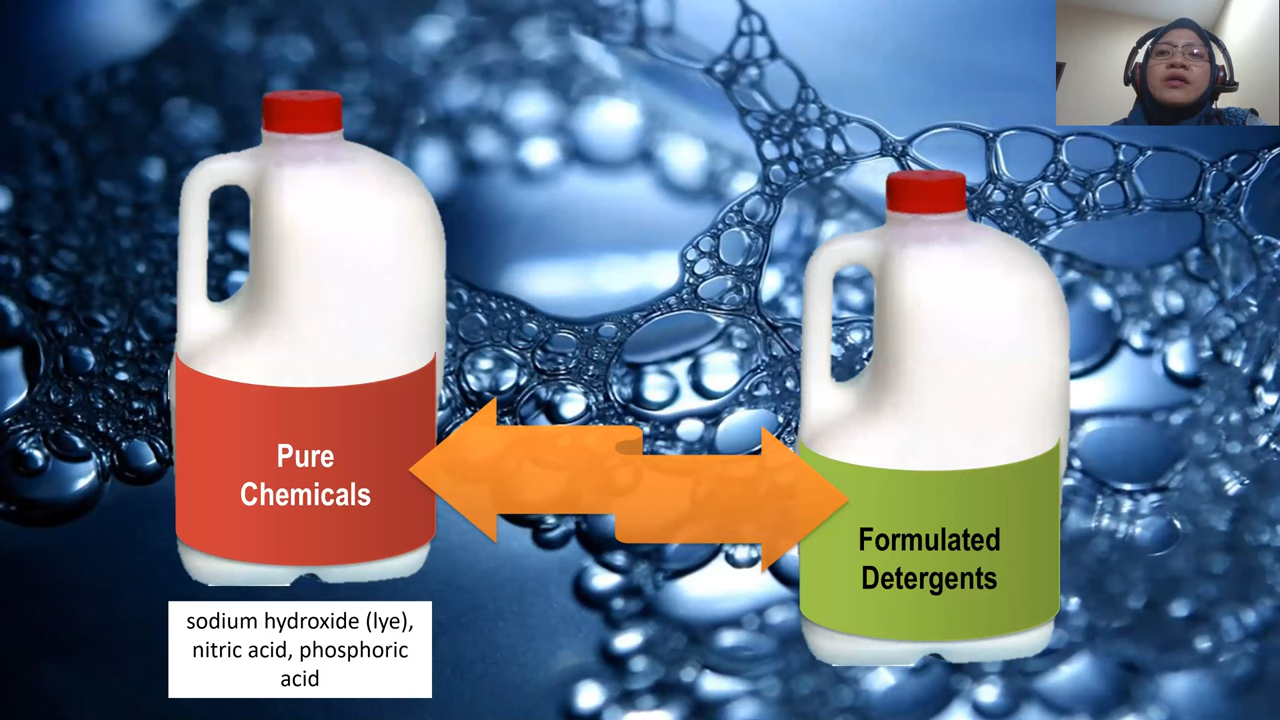 Pure
Chemicals
sodium hydroxide (lye),
nitric acid, phosphoric
acid
Formulated
Detergents